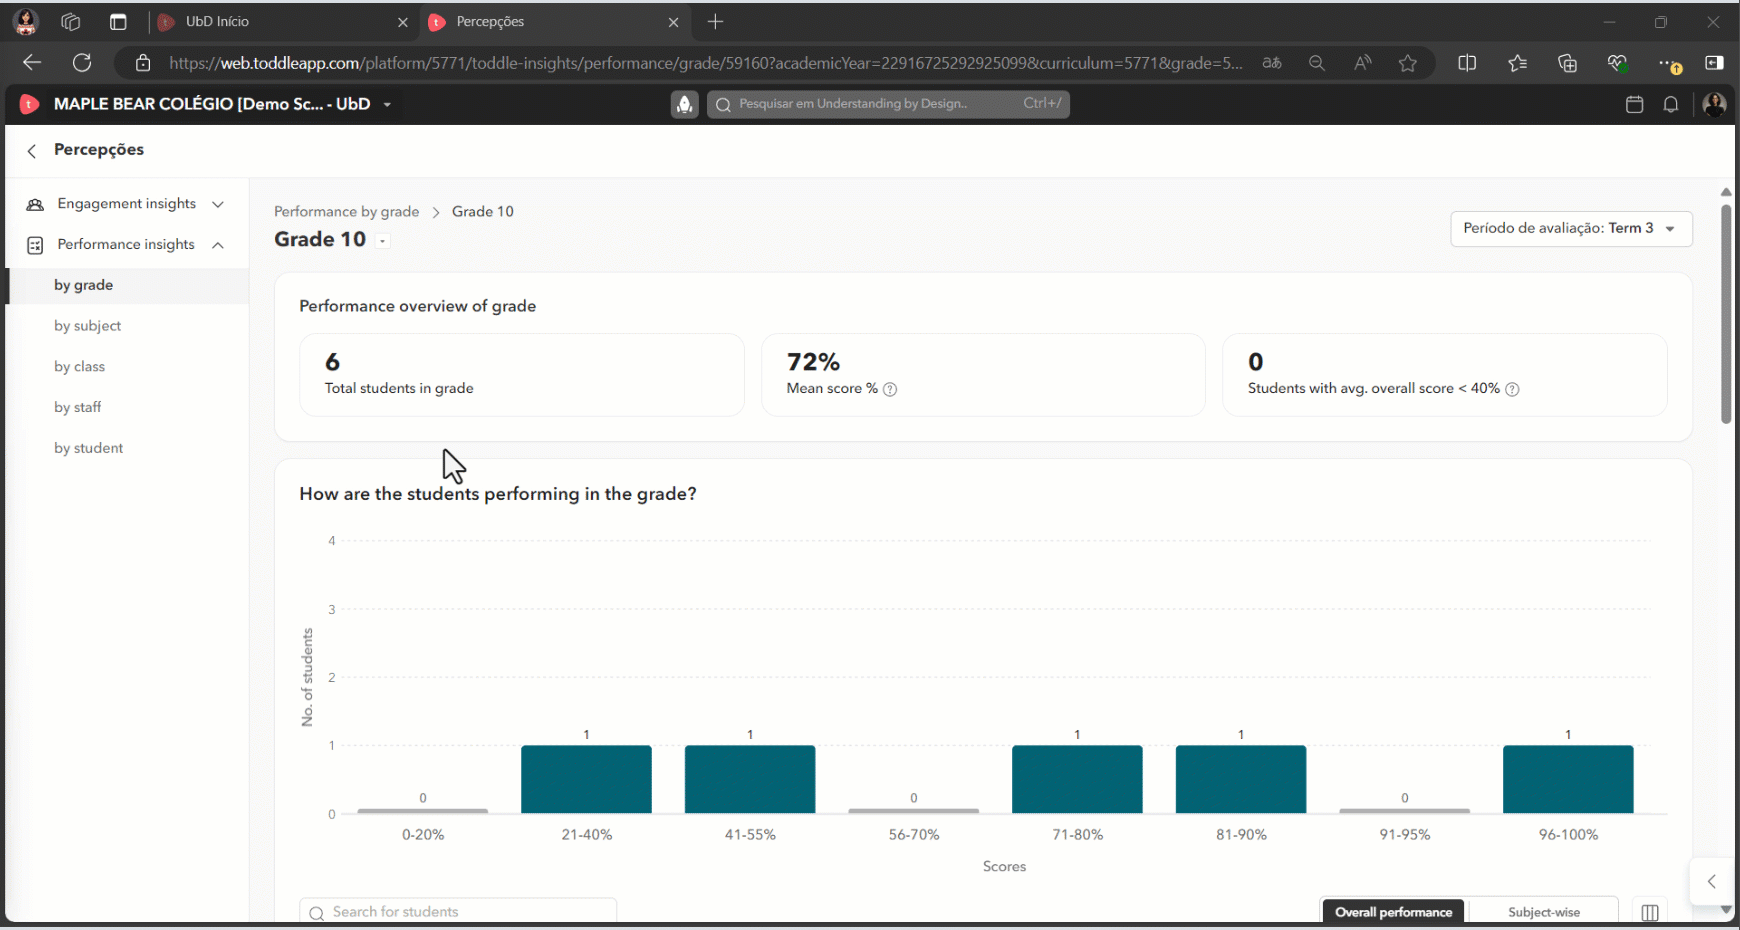 UbD Início
Percepções
https://web.toddleapp.com/platform/5771/toddle-insights/performance/grade/59160?academicYear=22916725292925099&curriculum=5771&grade=5...
MAPLE BEAR COLÉGIO [Demo Sc... - UbD
Pesquisar em Understanding by Design..
Ctrl+/
Percepções
Engagement insights
Performance insights
by grade
by subject
by class
by staff
by student
Performance by grade > Grade 10
Grade 10
Período de avaliação: Term 3
Performance overview of grade
6
Total students in grade
72%
Mean score %
0
Students with avg. overall score < 40%
How are the students performing in the grade?
No. of students
4
3
2
1
0
0
1
1
0
1
1
0
1
0-20%
21-40%
41-55%
56-70%
71-80%
81-90%
91-95%
96-100%
Scores
Search for students
Overall performance
Subject-wise